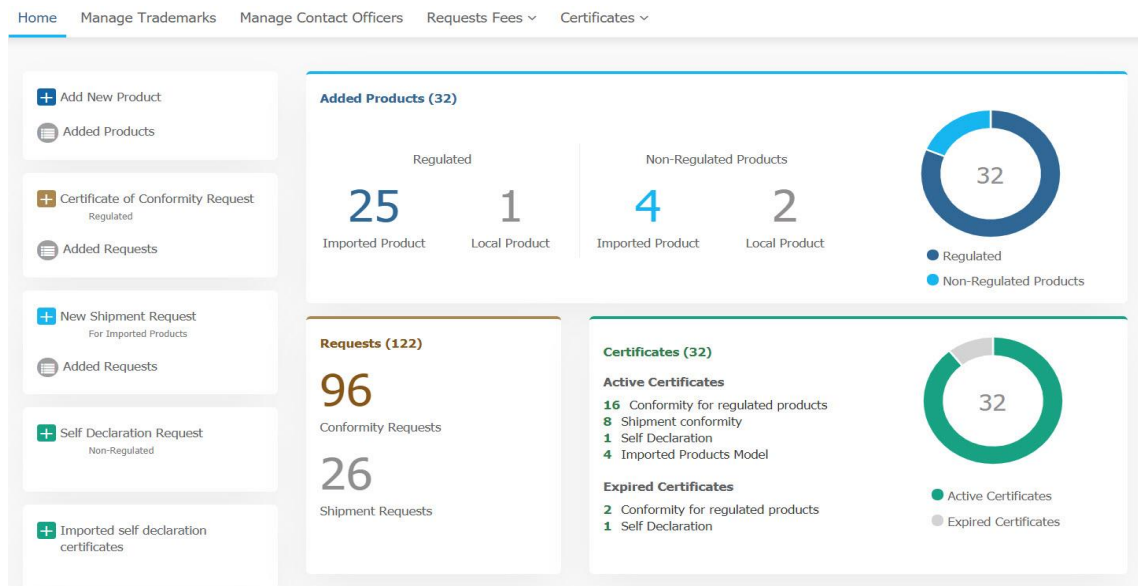 Home Manage Trademarks Manage Contact Officers Requests Fees Certificates
Add New Product
Added Products
Certificate of Conformity Request
Regulated
Added Requests
New Shipment Request
For Imported Products
Added Requests
Self Declaration Request
Non-Regulated
Imported self declaration
certificates
Added Products (32)
Regulated
25
Imported Product
1
Local Product
Non-Regulated Products
4
Imported Product
2
Local Product
32
Regulated
Non-Regulated Products
Requests (122)
96
Conformity Requests
26
Shipment Requests
Certificates (32)
Active Certificates
16 Conformity for regulated products
8 Shipment conformity
1 Self Declaration
4 Imported Products Model
Expired Certificates
2 Conformity for regulated products
1 Self Declaration
32
Active Certificates
Expired Certificates